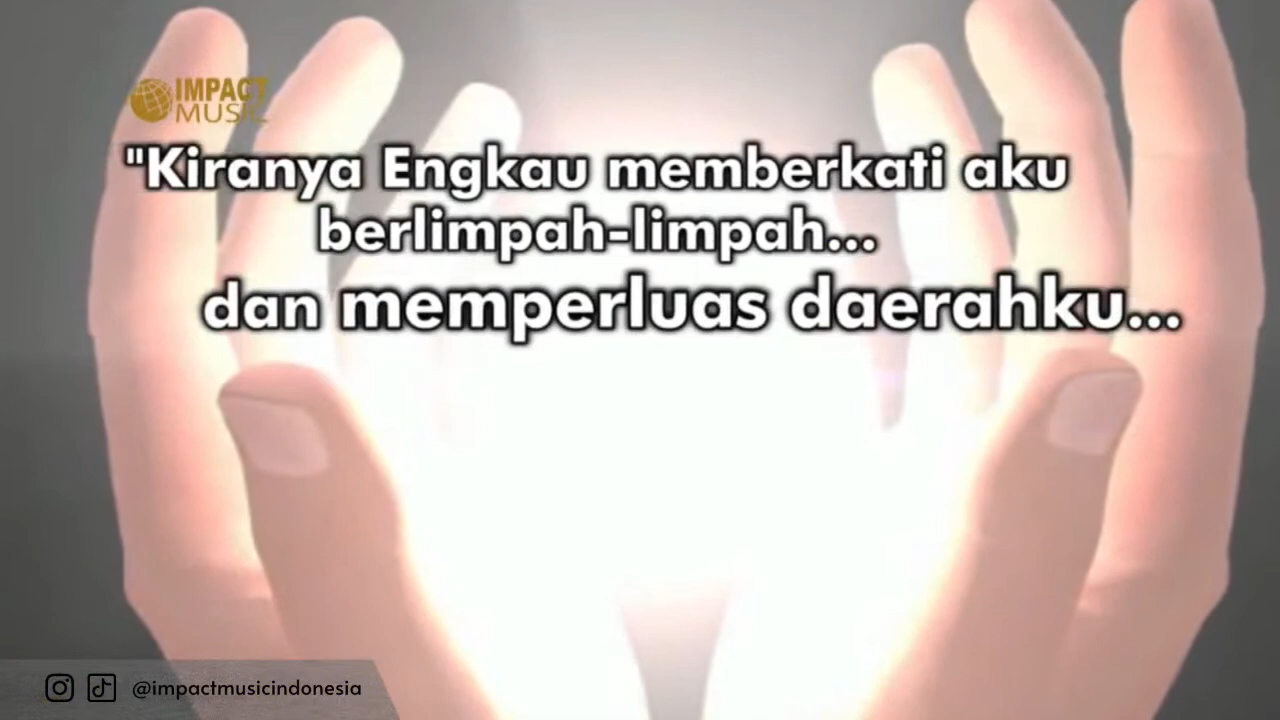 IMPACT
MUSIC
"Kiranya Engkau memberkati aku
berlimpah-limpah...
dan memperluas daerahku...
@impactmusicindonesia